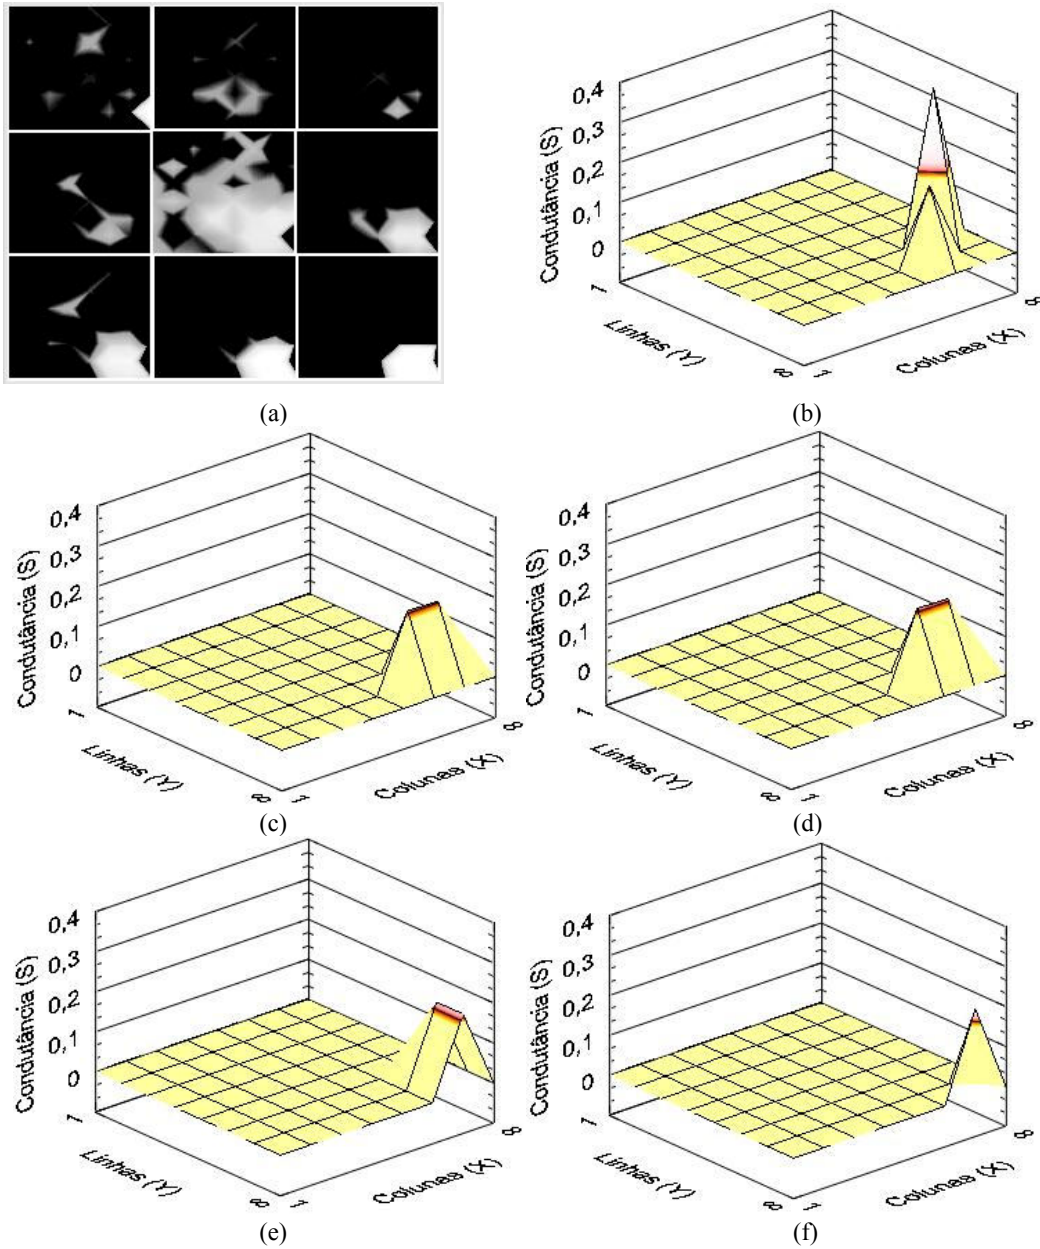 0,4
0,3
0,2
0,1
0
Condutância (S)
1
Linhas (Y)
8
1
Colunas (X)
8
(a)
(b)
0,4
0,3
0,2
0,1
0
Condutância (S)
1
Linhas (Y)
8
1
Colunas (X)
8
0,4
0,3
0,2
0,1
0
Condutância (S)
1
Linhas (Y)
8
1
Colunas (X)
8
(c)
(d)
0,4
0,3
0,2
0,1
0
Condutância (S)
1
Linhas (Y)
8
1
Colunas (X)
8
0,4
0,3
0,2
0,1
0
Condutância (S)
1
Linhas (Y)
8
1
Colunas (X)
8
(e)
(f)